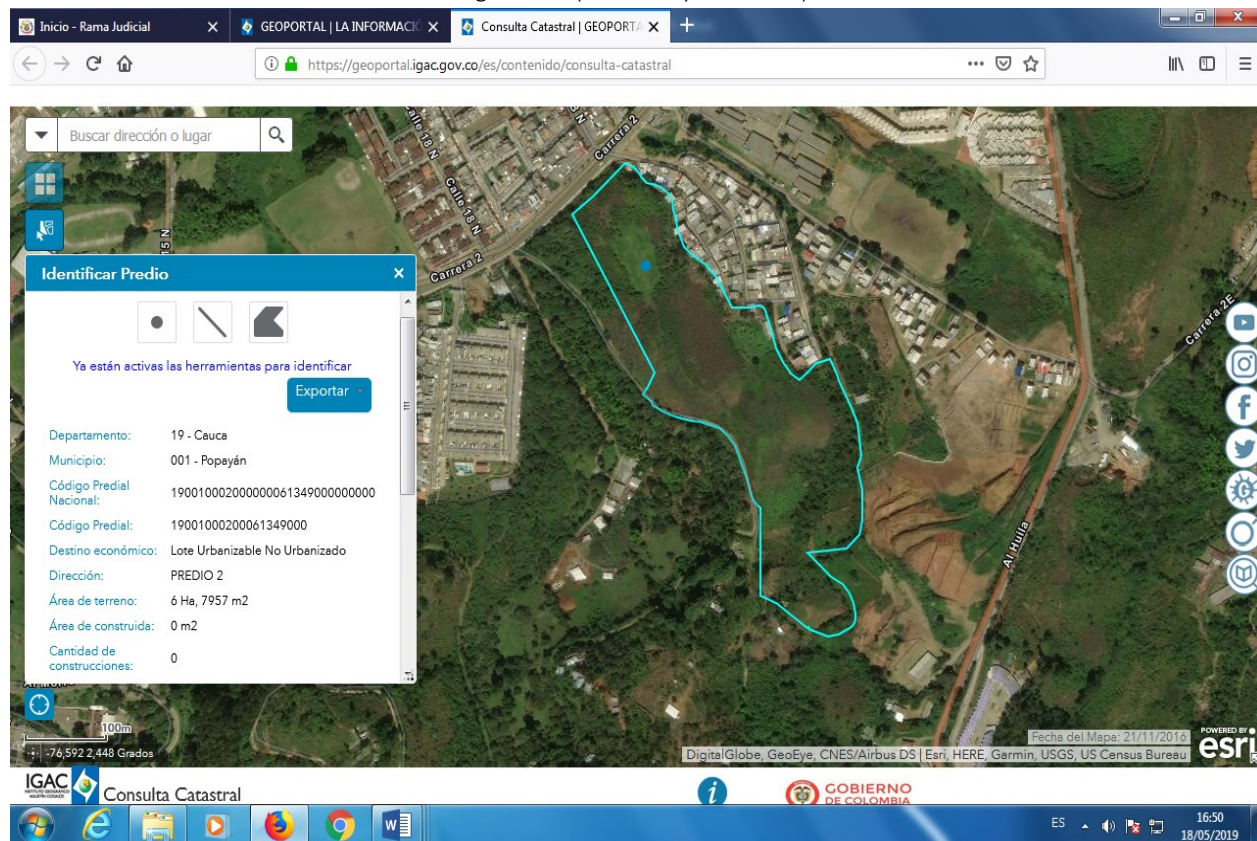 Inicio - Rama Judicial
GEOPORTAL | LA INFORMACIÓ
Consulta Catastral | GEOPORTA
https://geoportal.igac.gov.co/es/contenido/consulta-catastral
Buscar dirección o lugar
Calle 18 N
Calle 18 N
Carrera 2
Carrera 2
15 N
Carrera 2E
Al Huila
Identificar Predio
Ya están activas las herramientas para identificar
Exportar
Departamento: 19 - Cauca
Municipio: 001 - Popayán
Código Predial
Nacional: 190010002000000061349000000000
Código Predial: 19001000200061349000
Destino económico: Lote Urbanizable No Urbanizado
Dirección: PREDIO 2
Área de terreno: 6 Ha, 7957 m2
Área de construida: 0 m2
Cantidad de
construcciones: 0
100m
-76,592 2,448 Grados
Fecha del Mapa: 21/11/2016
DigitalGlobe, GeoEye, CNES/Airbus DS | Esri, HERE, Garmin, USGS, US Census Bureau
POWERED BY
esri
IGAC
INSTITUTO GEOGRÁFICO
AGUSTÍN CODAZZI
Consulta Catastral
GOBIERNO
DE COLOMBIA
ES
16:50
18/05/2019